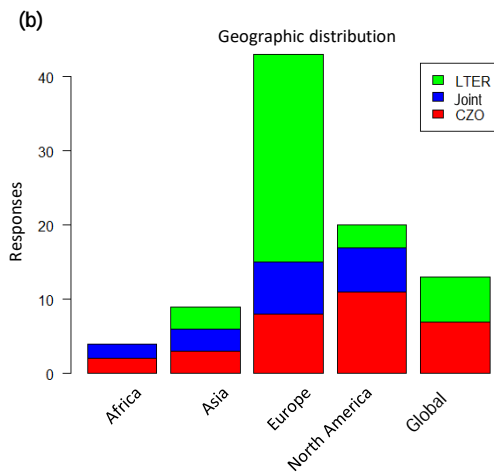 (b)
Geographic distribution
LTER
Joint
CZO
Responses
40
30
20
10
0
Africa
Asia
Europe
North America
Global